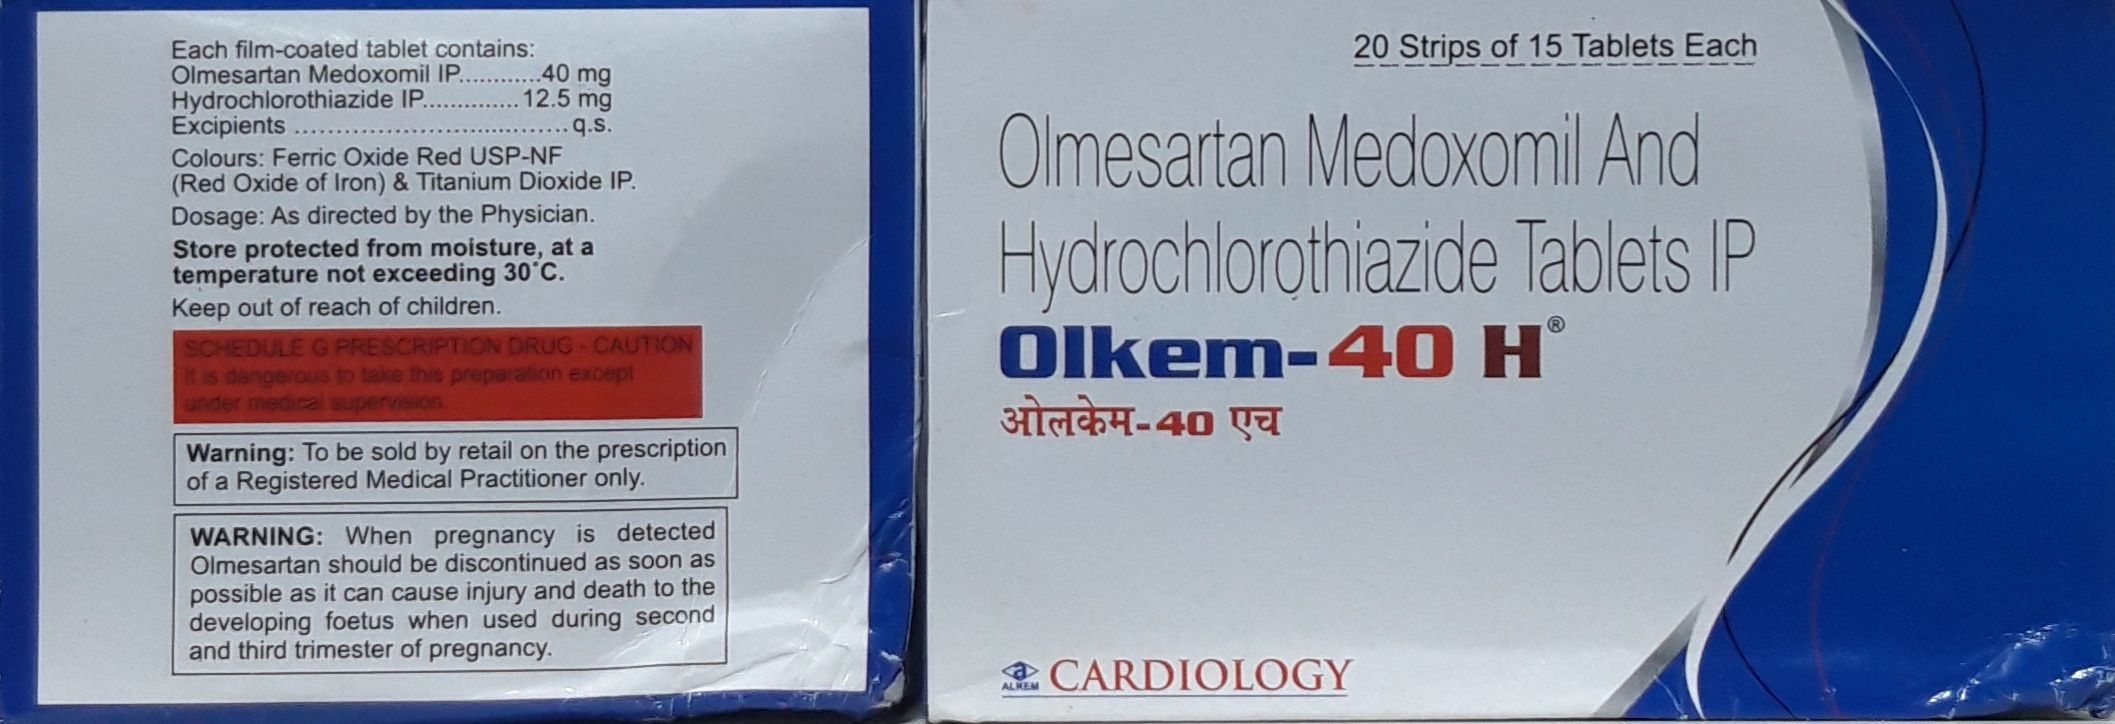 Each film-coated tablet contains:
Olmesartan Medoxomil IP............40 mg
Hydrochlorothiazide IP..............12.5 mg
Excipients ..................................q.s.
Colours: Ferric Oxide Red USP-NF
(Red Oxide of Iron) & Titanium Dioxide IP.
Dosage: As directed by the Physician.
Store protected from moisture, at a
temperature not exceeding 30°C.
Keep out of reach of children.
SCHEDULE G PRESCRIPTION DRUG - CAUTION
It is dangerous to take this preparation except
under medical supervision.
Warning: To be sold by retail on the prescription
of a Registered Medical Practitioner only.
WARNING: When pregnancy is detected
Olmesartan should be discontinued as soon as
possible as it can cause injury and death to the
developing foetus when used during second
and third trimester of pregnancy.
20 Strips of 15 Tablets Each
Olmesartan Medoxomil And
Hydrochlorothiazide Tablets IP
Olkem-40 H®
ओलकेम-40 एच
a
ALKEM CARDIOLOGY